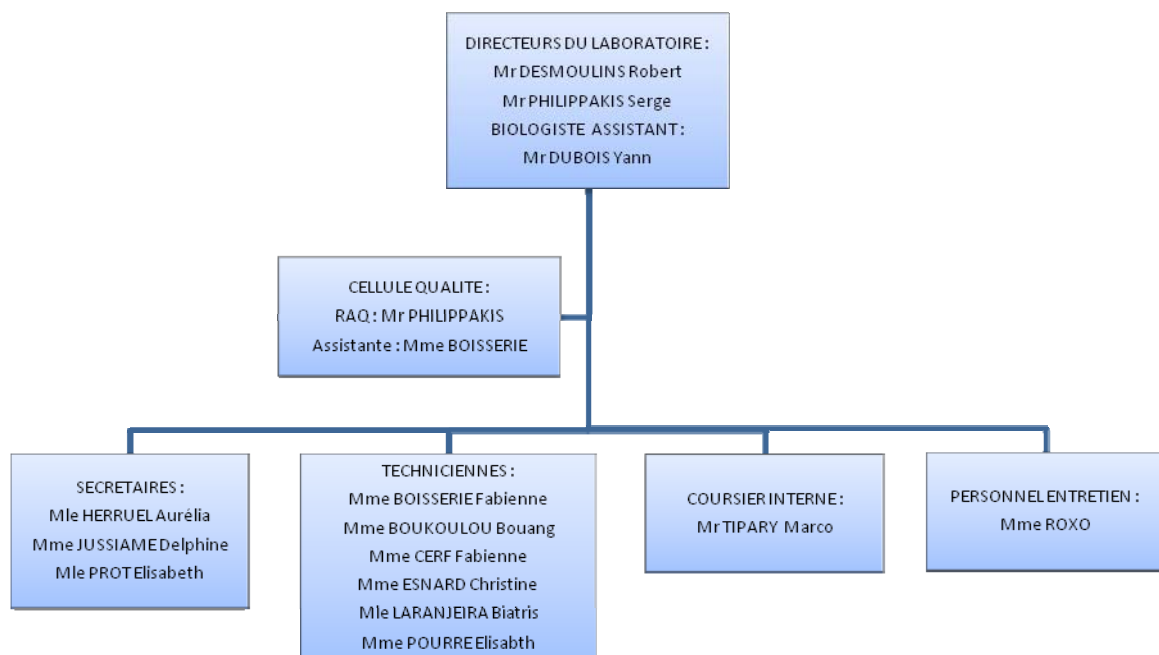 DIRECTEURS DU LABORATOIRE :
Mr DESMOULINS Robert
Mr PHILIPPAKIS Serge
BIOLOGISTE ASSISTANT :
Mr DUBOIS Yann
CELLULE QUALITE :
RAQ : Mr PHILIPPAKIS
Assistante : Mme BOISSERIE
SECRETAIRES :
Mle HERRUEL Aurélia
Mme JUSSIAME Delphine
Mle PROT Elisabeth
TECHNICIENNES :
Mme BOISSERIE Fabienne
Mme BOUKOULOU Bouang
Mme CERF Fabienne
Mme ESNARD Christine
Mle LARANJEIRA Biatris
Mme POURRE Elisabth
COURSIER INTERNE :
Mr TIPARY Marco
PERSONNEL ENTRETIEN :
Mme ROXO